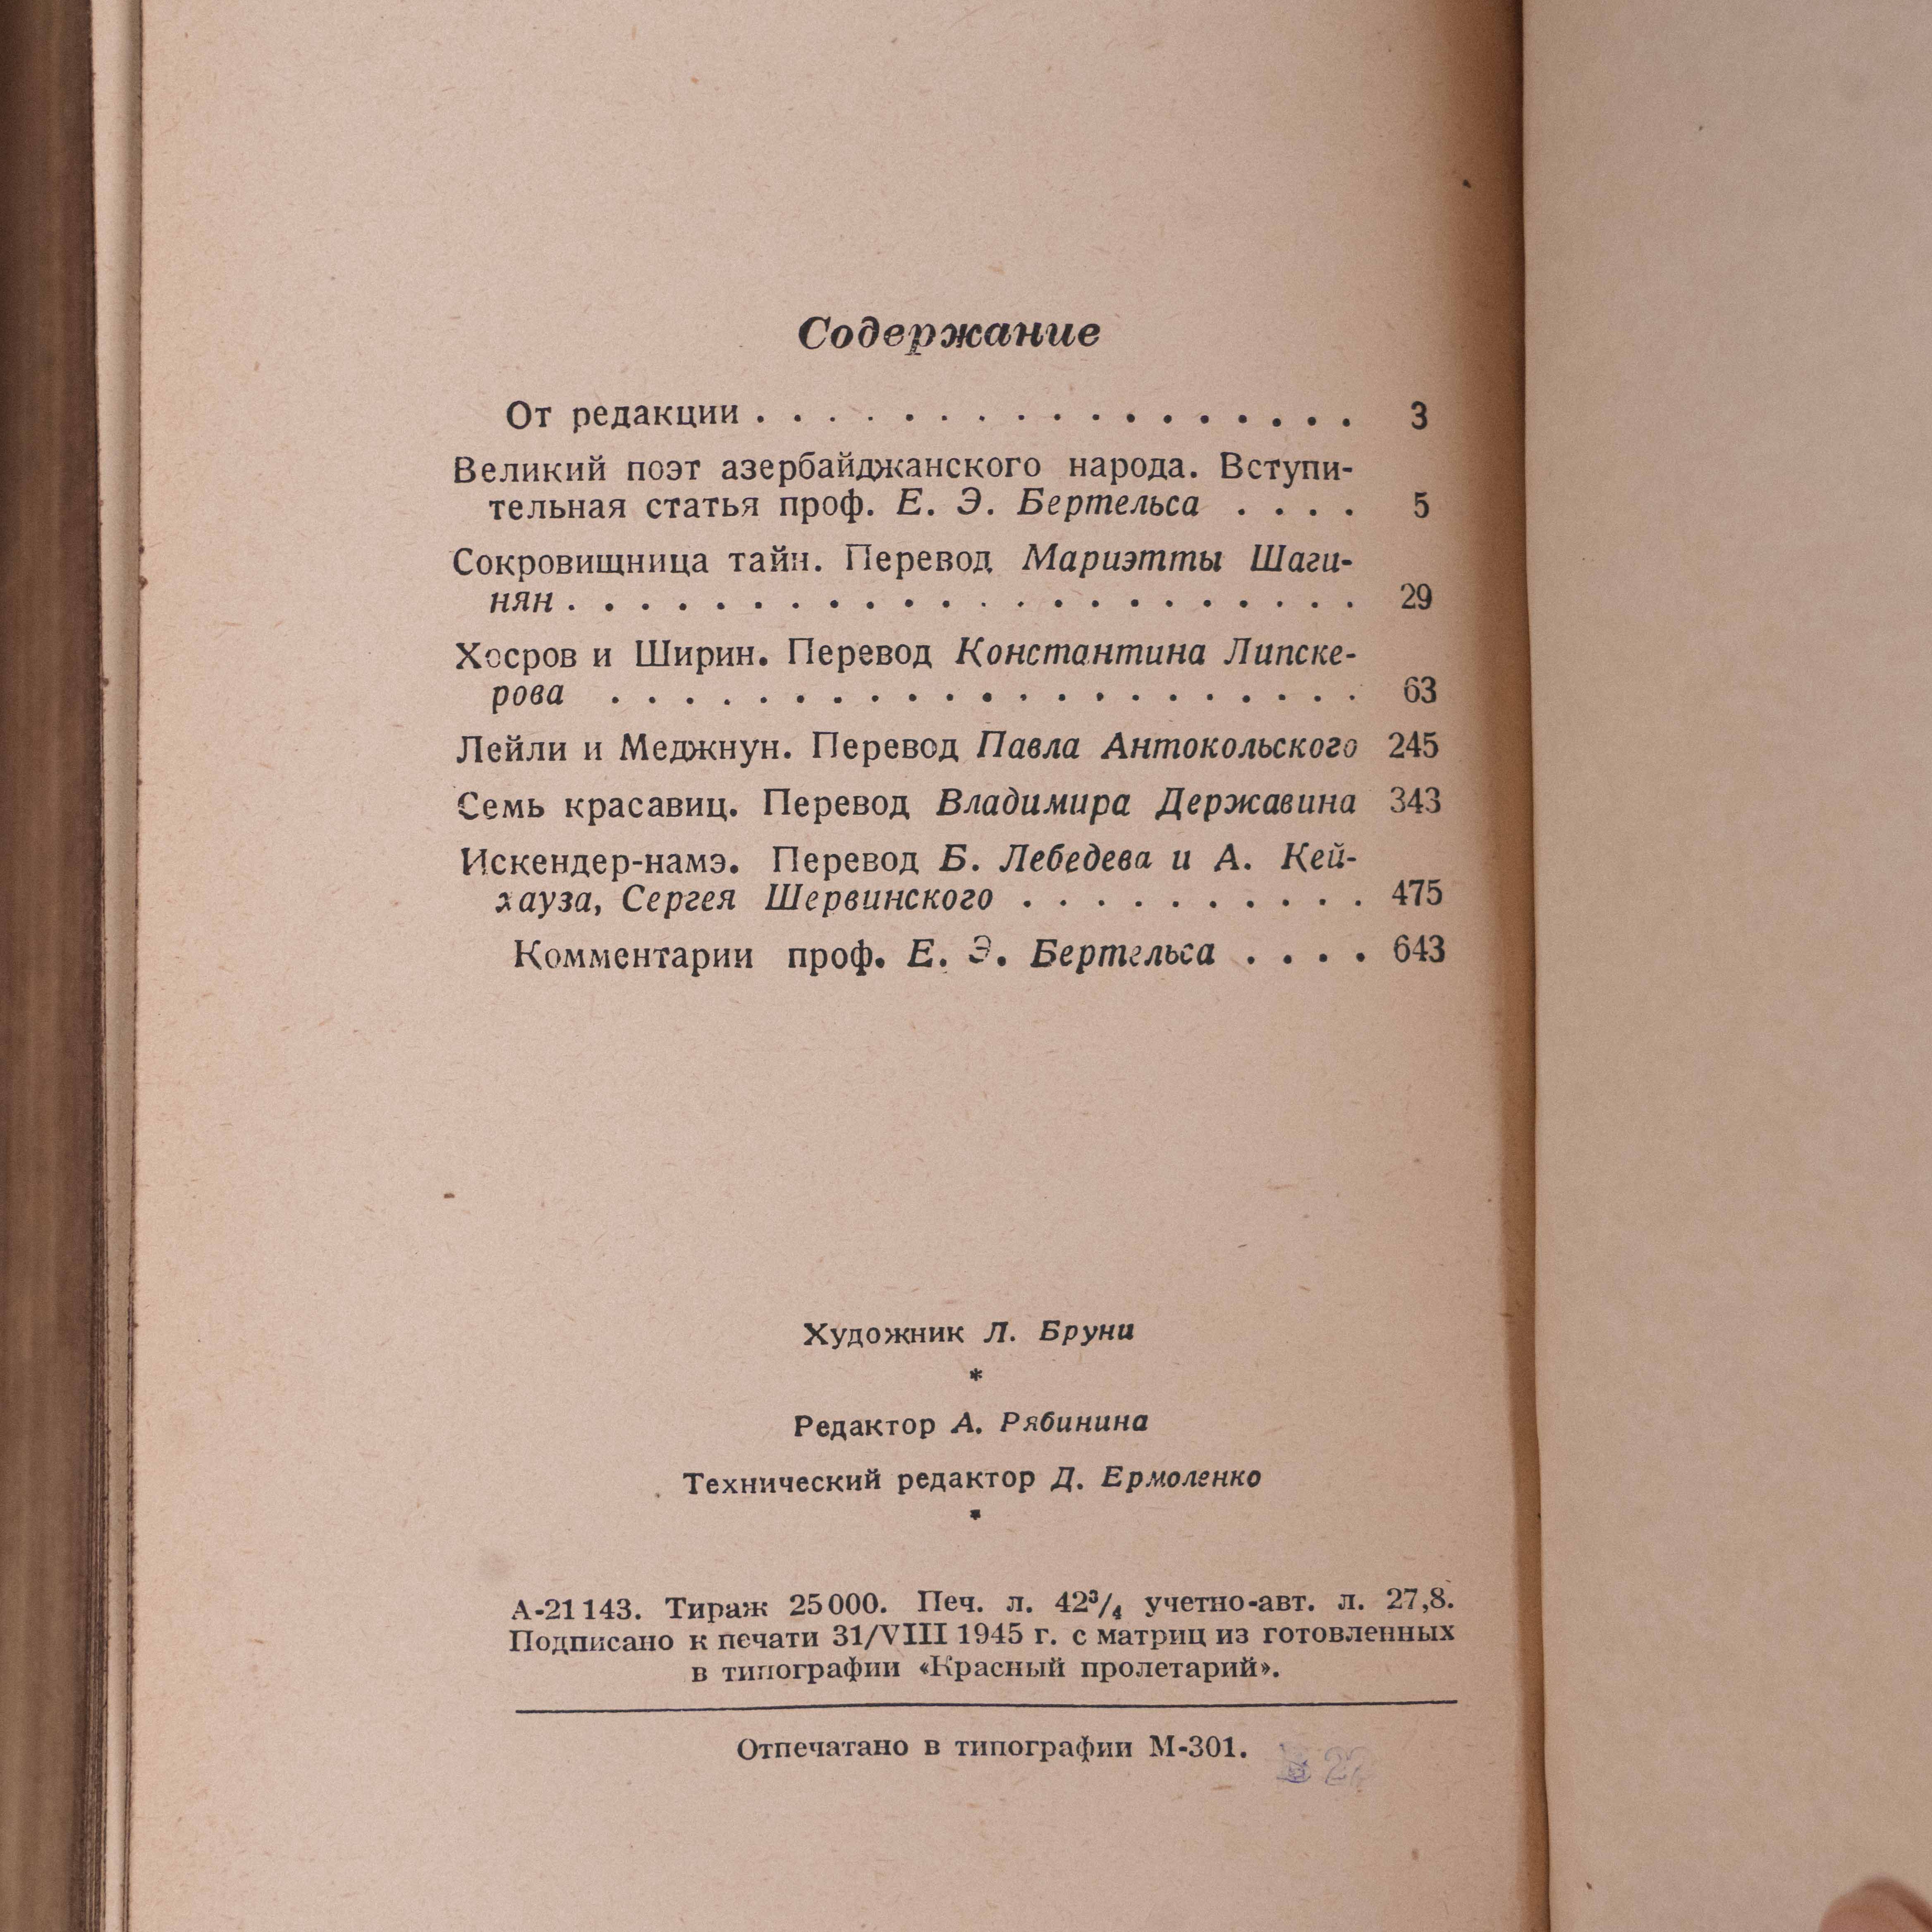 Содержание
От редакции . . . . . . . . . . . . . . . . . 3
Великий поэт азербайджанского народа. Вступи-
тельная статья проф. Е. Э. Бертельса . . . . 5
Сокровищница тайн. Перевод Мариэтты Шаги-
нян . . . . . . . . . . . . . . . . . . . . . . 29
Хосров и Ширин. Перевод Константина Липске-
рова . . . . . . . . . . . . . . . . . . . . . 63
Лейли и Меджнун. Перевод Павла Антокольского 245
Семь красавиц. Перевод Владимира Державина 343
Искендер-намэ. Перевод Б. Лебедева и А. Кей-
хауза, Сергея Шервинского . . . . . . . . . . 475
Комментарии проф. Е. Э. Бертельса . . . . 643
Художник Л. Бруни
*
Редактор А. Рябинина
Технический редактор Д. Ермоленко
*
А-21143. Тираж 25000. Печ. л. 42³/₄ учетно-авт. л. 27,8.
Подписано к печати 31/VIII 1945 г. с матриц из готовленных
в типографии «Красный пролетарий».
Отпечатано в типографии М-301.